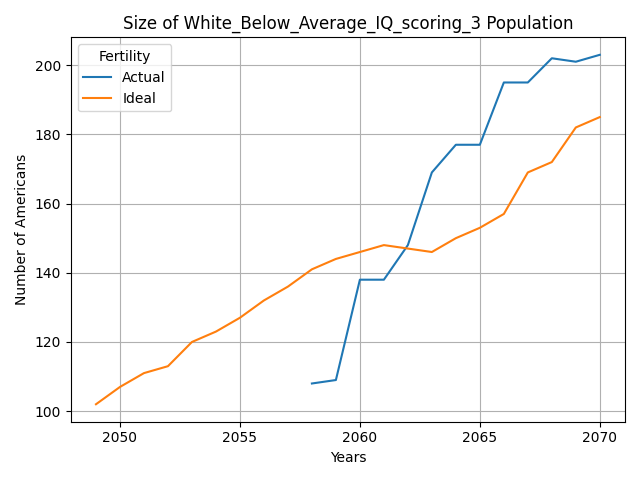 Size of White_Below_Average_IQ_scoring_3 Population
Fertility
Actual
Ideal
Number of Americans
200
180
160
140
120
100
2050
2055
2060
2065
2070
Years